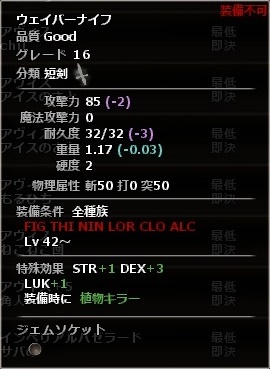 装備不可
ウェイバーナイフ
品質 Good
グレード 16
分類 短剣
攻撃力 85 (-2)
魔法攻撃力 0
耐久度 32/32 (-3)
重量 1.17 (-0.03)
硬度 2
物理属性 斬50 打0 突50
装備条件 全種族
FIG THI NIN LOR CLO ALC
Lv 42～
特殊効果 STR+1 DEX+3
LUK+1
装備時に 植物キラー
ジェムソケット